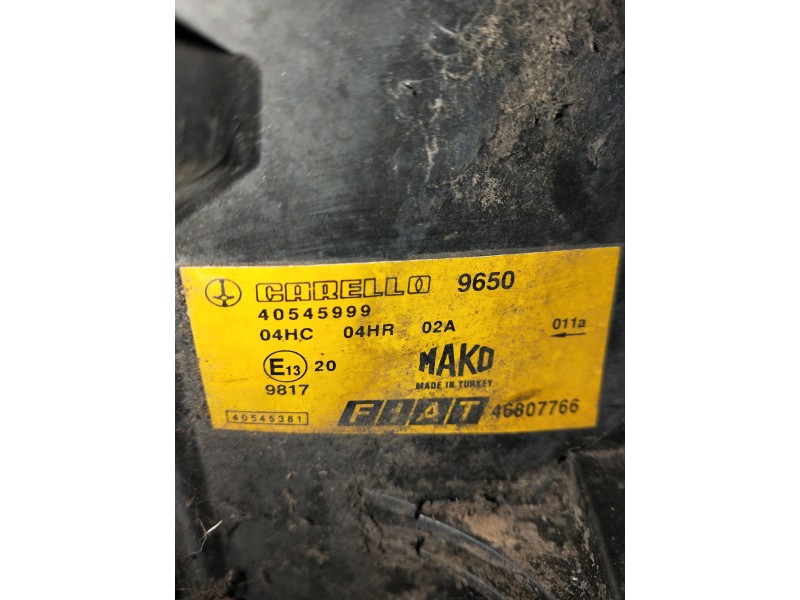 CARELLO 9650
40545999
04HC 04HR 02A 011a
E13 20 MAKO
MADE IN TURKEY
9817
40545381 FIAT 46807766